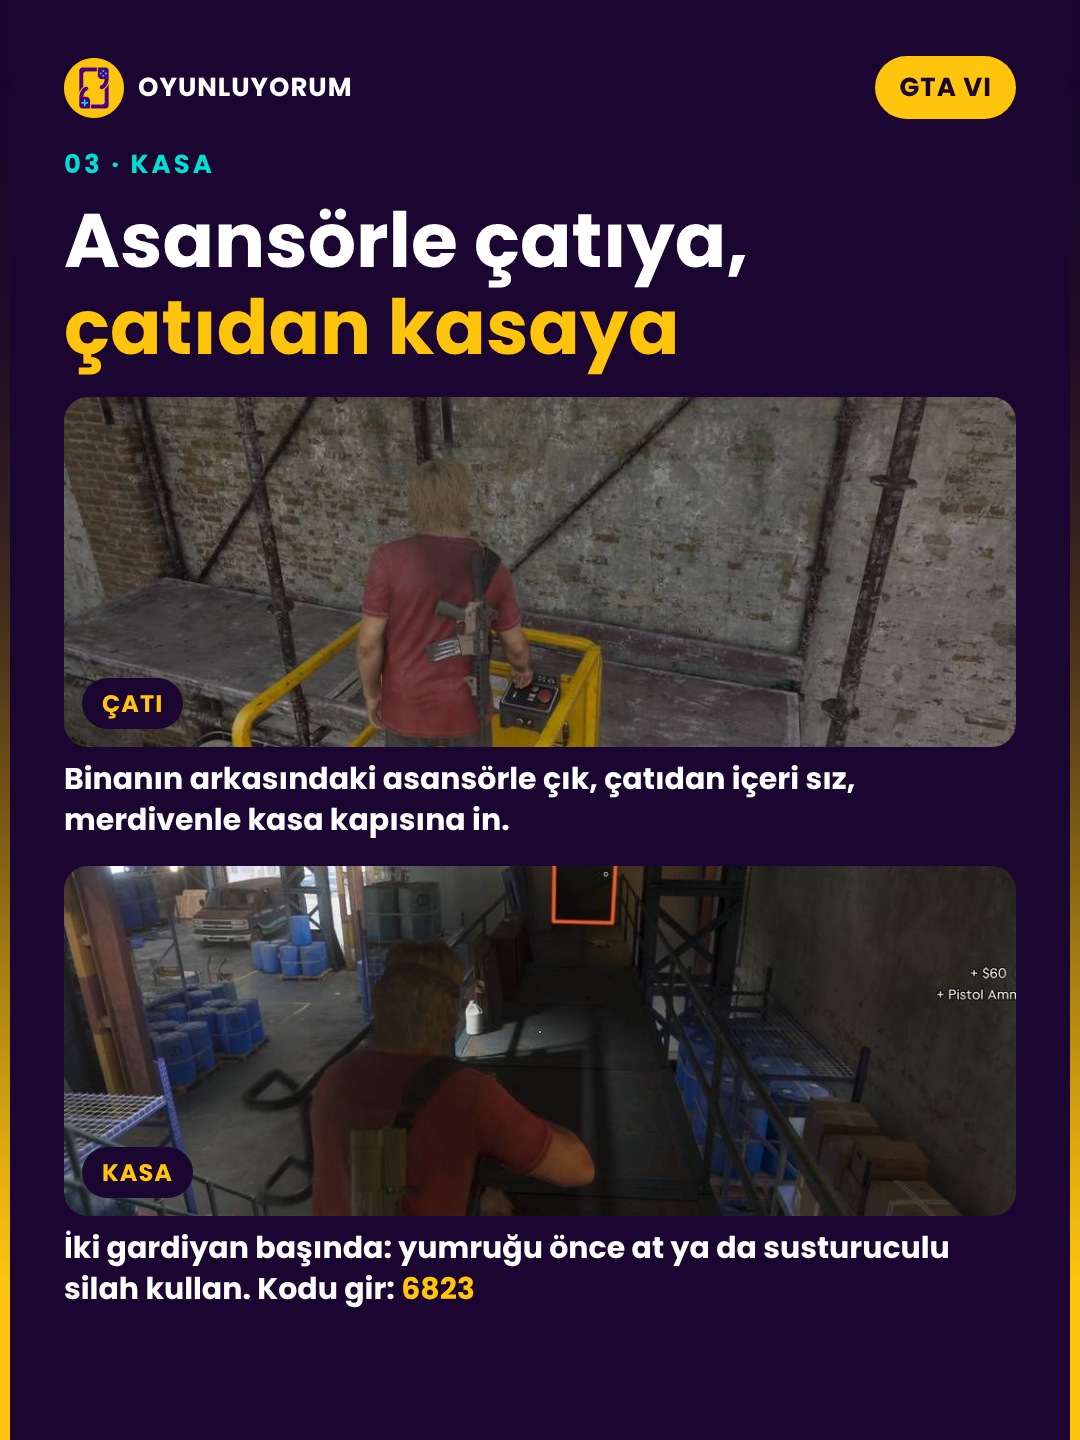 OYUNLUYORUM
GTA VI
03 · KASA
Asansörle çatıya,
çatıdan kasaya
ÇATI
Binanın arkasındaki asansörle çık, çatıdan içeri sız,
merdivenle kasa kapısına in.
+ $60
+ Pistol
KASA
İki gardiyan başında: yumruğu önce at ya da susturuculu
silah kullan. Kodu gir: 6823